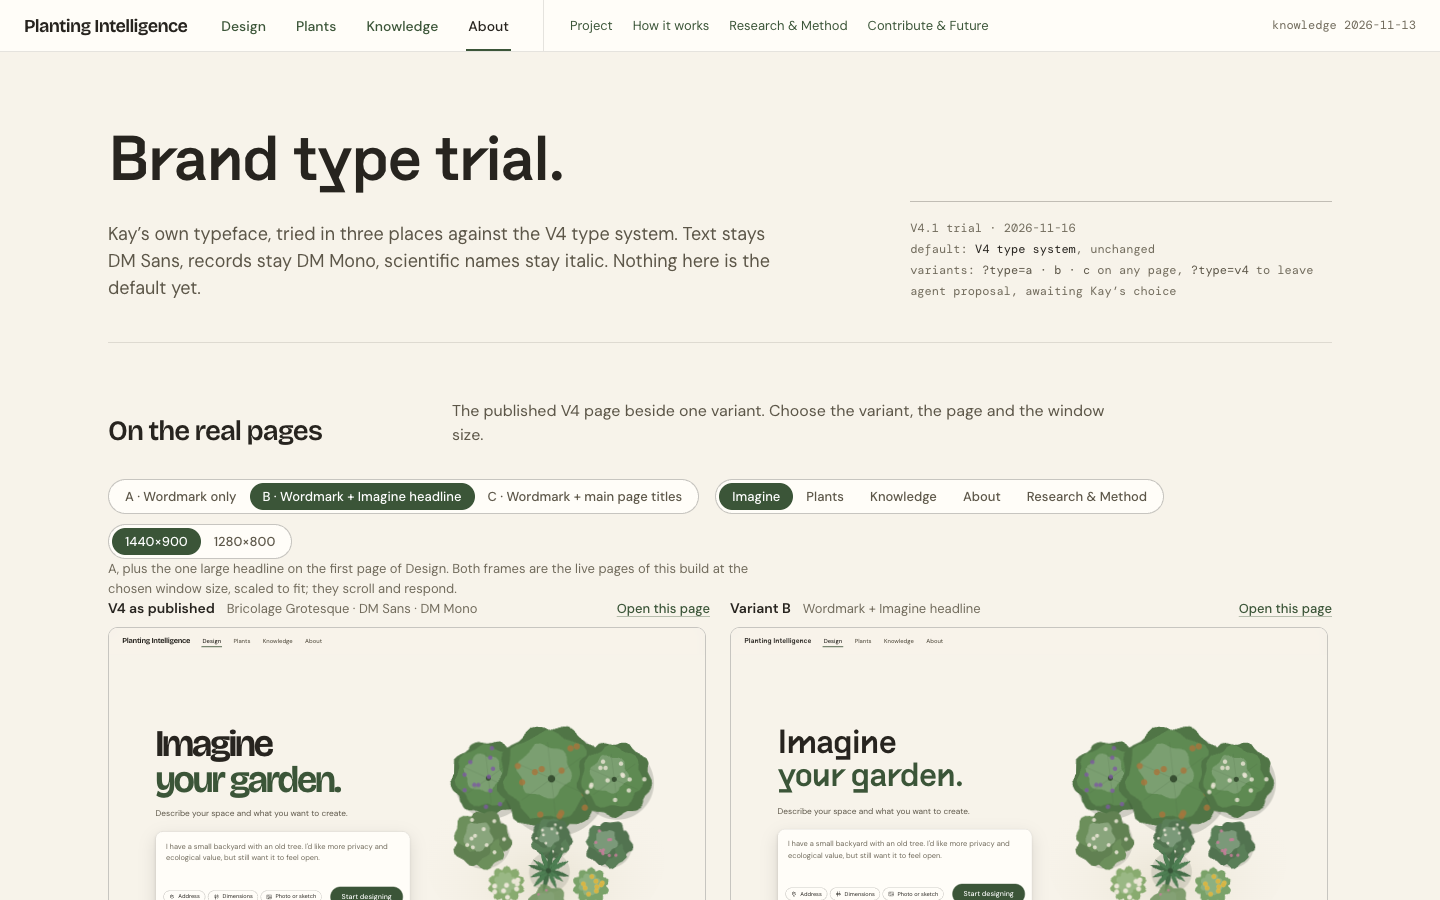 Planting Intelligence Design Plants Knowledge About Project How it works Research & Method Contribute & Future knowledge 2026-11-13
Brand type trial.
Kay’s own typeface, tried in three places against the V4 type system. Text stays
DM Sans, records stay DM Mono, scientific names stay italic. Nothing here is the
default yet.
V4.1 trial · 2026-11-16
default: V4 type system, unchanged
variants: ?type=a · b · c on any page, ?type=v4 to leave
agent proposal, awaiting Kay’s choice
On the real pages
The published V4 page beside one variant. Choose the variant, the page and the window
size.
A · Wordmark only B · Wordmark + Imagine headline C · Wordmark + main page titles Imagine Plants Knowledge About Research & Method
1440×900 1280×800
A, plus the one large headline on the first page of Design. Both frames are the live pages of this build at the
chosen window size, scaled to fit; they scroll and respond.
V4 as published Bricolage Grotesque · DM Sans · DM Mono Open this page
Planting Intelligence Design Plants Knowledge About
Imagine
your garden.
Describe your space and what you want to create.
I have a small backyard with an old tree. I'd like more privacy and
ecological value, but still want it to feel open.
Address Dimensions Photo or sketch Start designing
Variant B Wordmark + Imagine headline Open this page
Planting Intelligence Design Plants Knowledge About
Imagine
your garden.
Describe your space and what you want to create.
I have a small backyard with an old tree. I'd like more privacy and
ecological value, but still want it to feel open.
Address Dimensions Photo or sketch Start designing